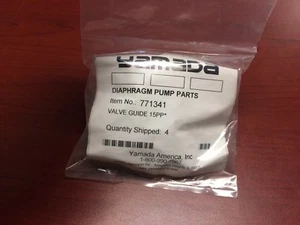 yamada
DIAPHRAGM PUMP PARTS
Item No.: 771341
VALVE GUIDE 15PP*
Quantity Shipped: 4
Yamada America, Inc